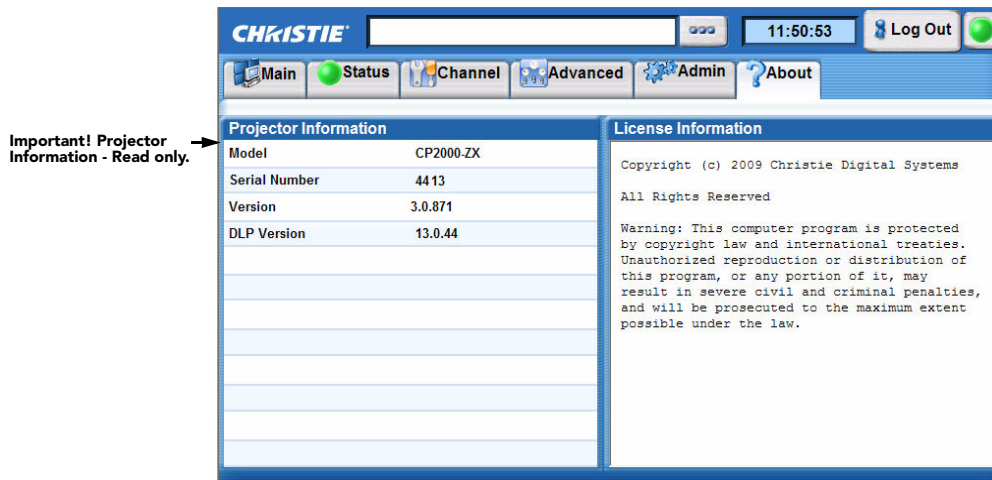 CHRISTIE
11:50:53
Log Out
Main
Status
Channel
Advanced
Admin
About
Important! Projector
Information - Read only.
Projector Information
Model CP2000-ZX
Serial Number 4413
Version 3.0.871
DLP Version 13.0.44
License Information
Copyright (c) 2009 Christie Digital Systems
All Rights Reserved
Warning: This computer program is protected
by copyright law and international treaties.
Unauthorized reproduction or distribution of
this program, or any portion of it, may
result in severe civil and criminal penalties,
and will be prosecuted to the maximum extent
possible under the law.